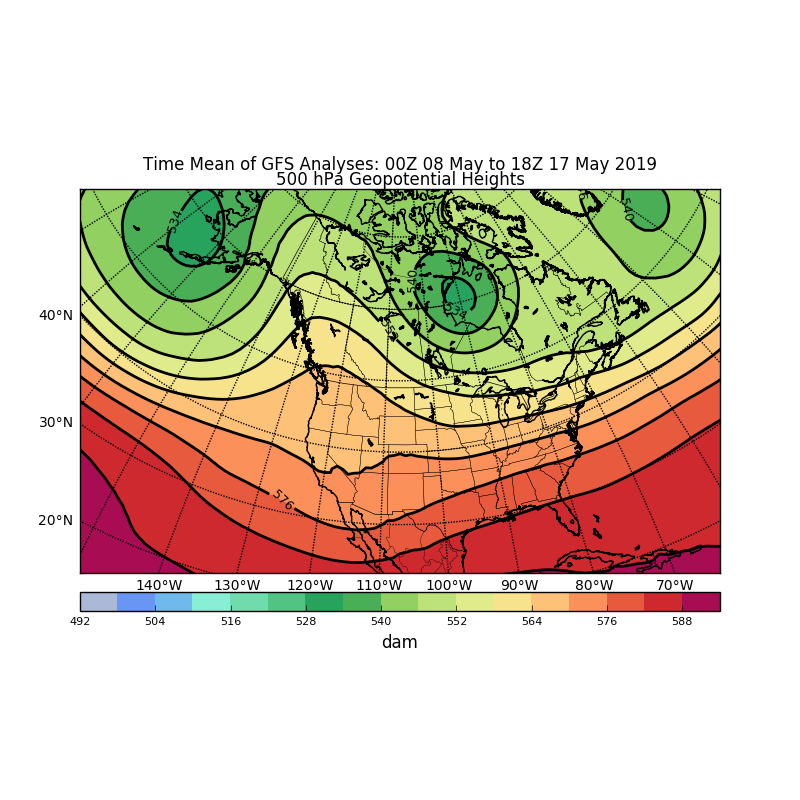 Time Mean of GFS Analyses: 00Z 08 May to 18Z 17 May 2019
500 hPa Geopotential Heights
534
540
540
534
576
40°N
30°N
20°N
140°W 130°W 120°W 110°W 100°W 90°W 80°W 70°W
492 504 516 528 540 552 564 576 588
dam